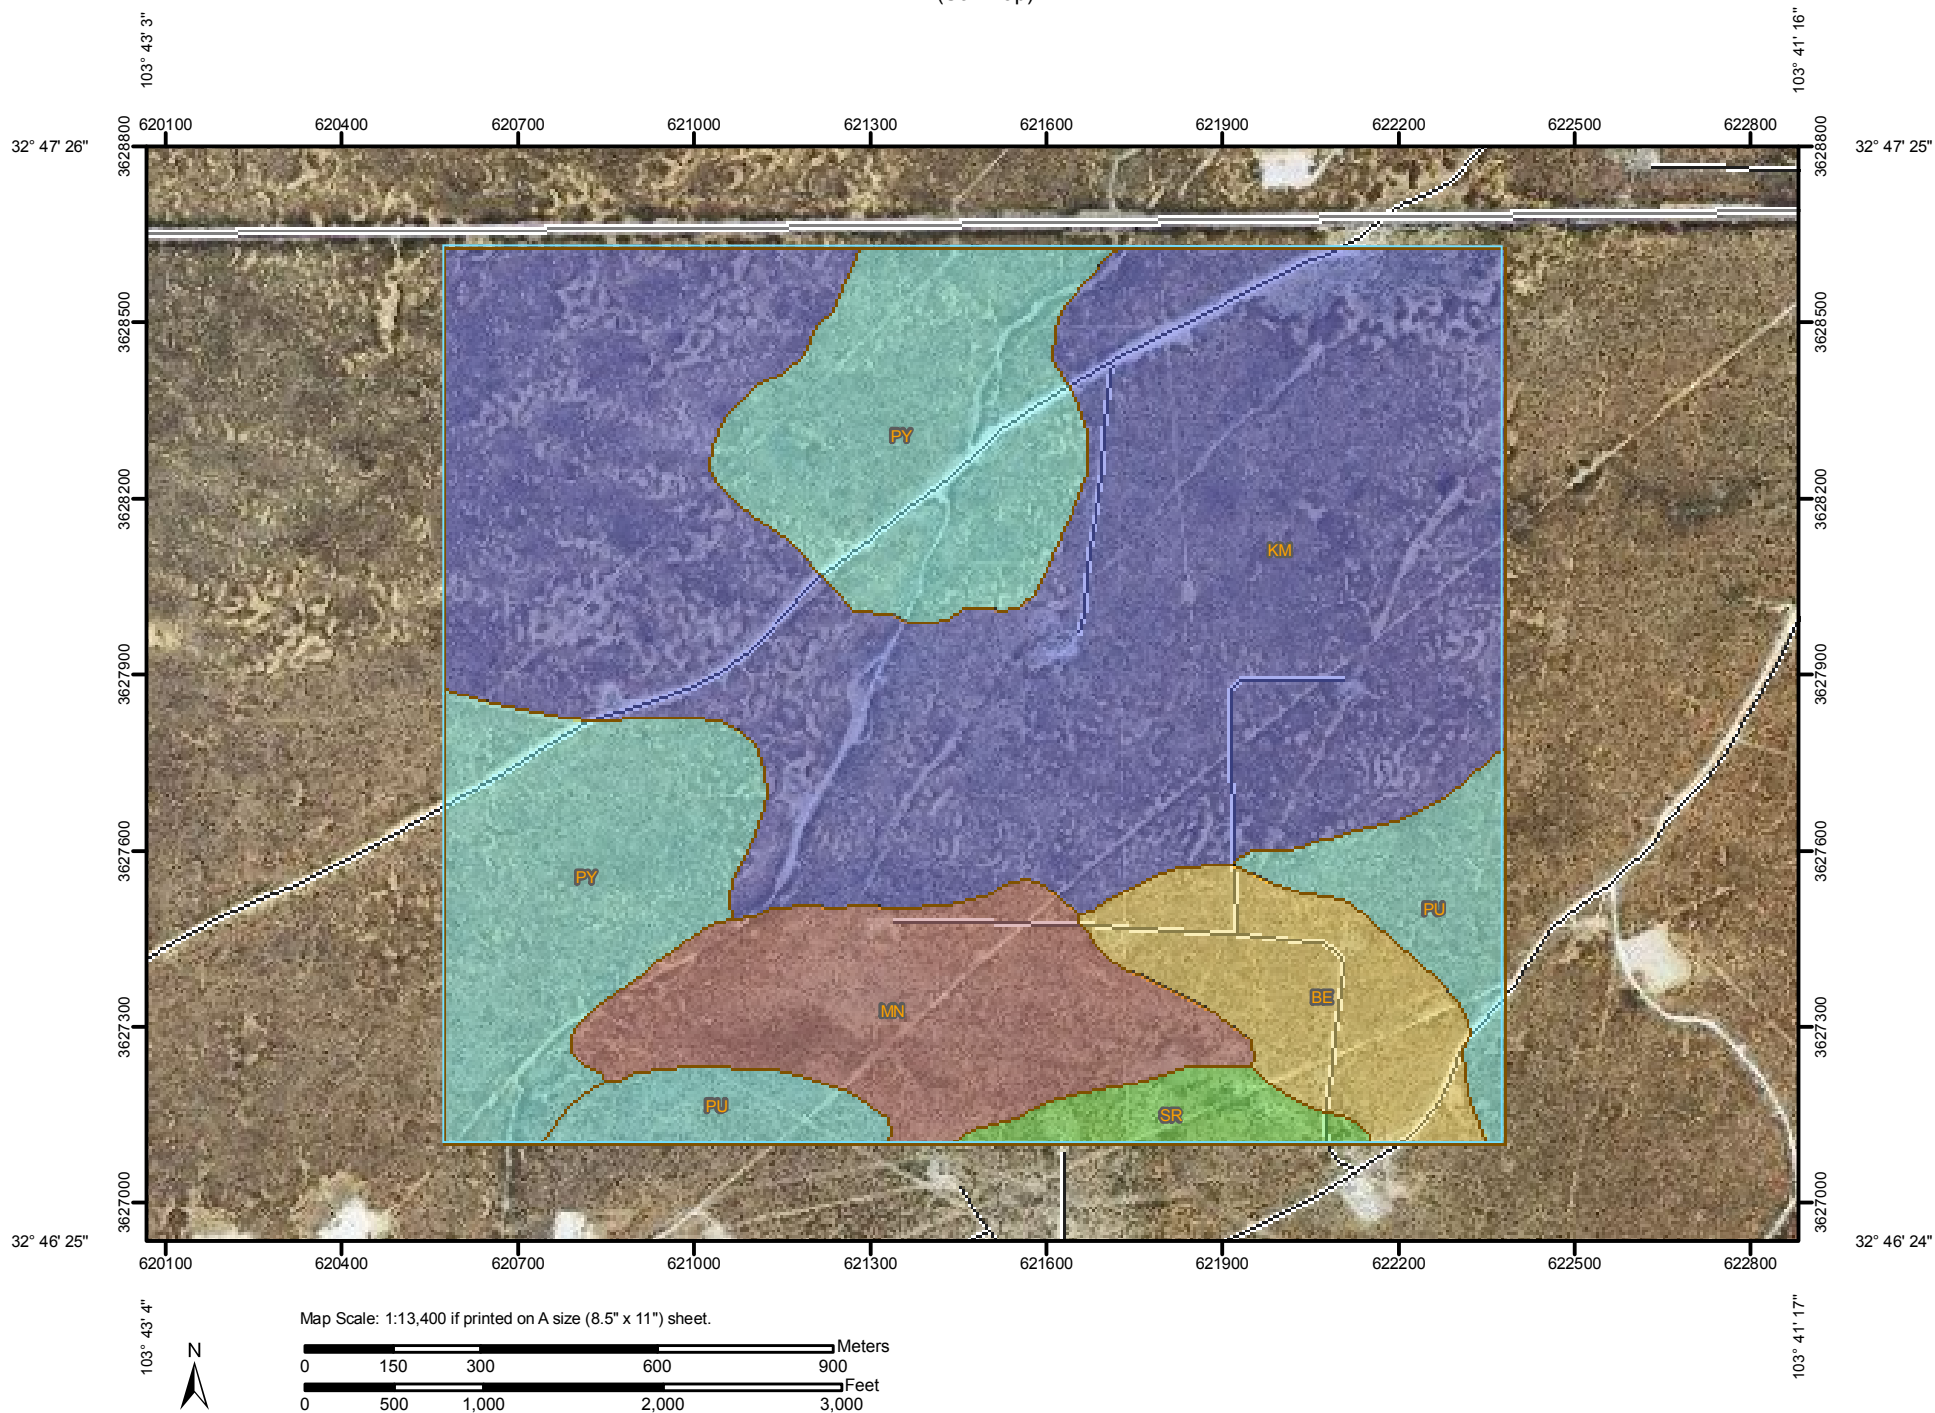 103° 43' 3"
103° 41' 16"
620100 620400 620700 621000 621300 621600 621900 622200 622500 622800
32° 47' 26"
32° 47' 25"
3628800
3628800
3628500
3628500
PY
3628200
3628200
KM
3627900
3627900
3627600
3627600
PY
PU
BE
MN
3627300
3627300
PU
SR
3627000
3627000
32° 46' 25"
32° 46' 24"
620100 620400 620700 621000 621300 621600 621900 622200 622500 622800
103° 43' 4"
103° 41' 17"
Map Scale: 1:13,400 if printed on A size (8.5" x 11") sheet.
N
Meters
0 150 300 600 900
Feet
0 500 1,000 2,000 3,000